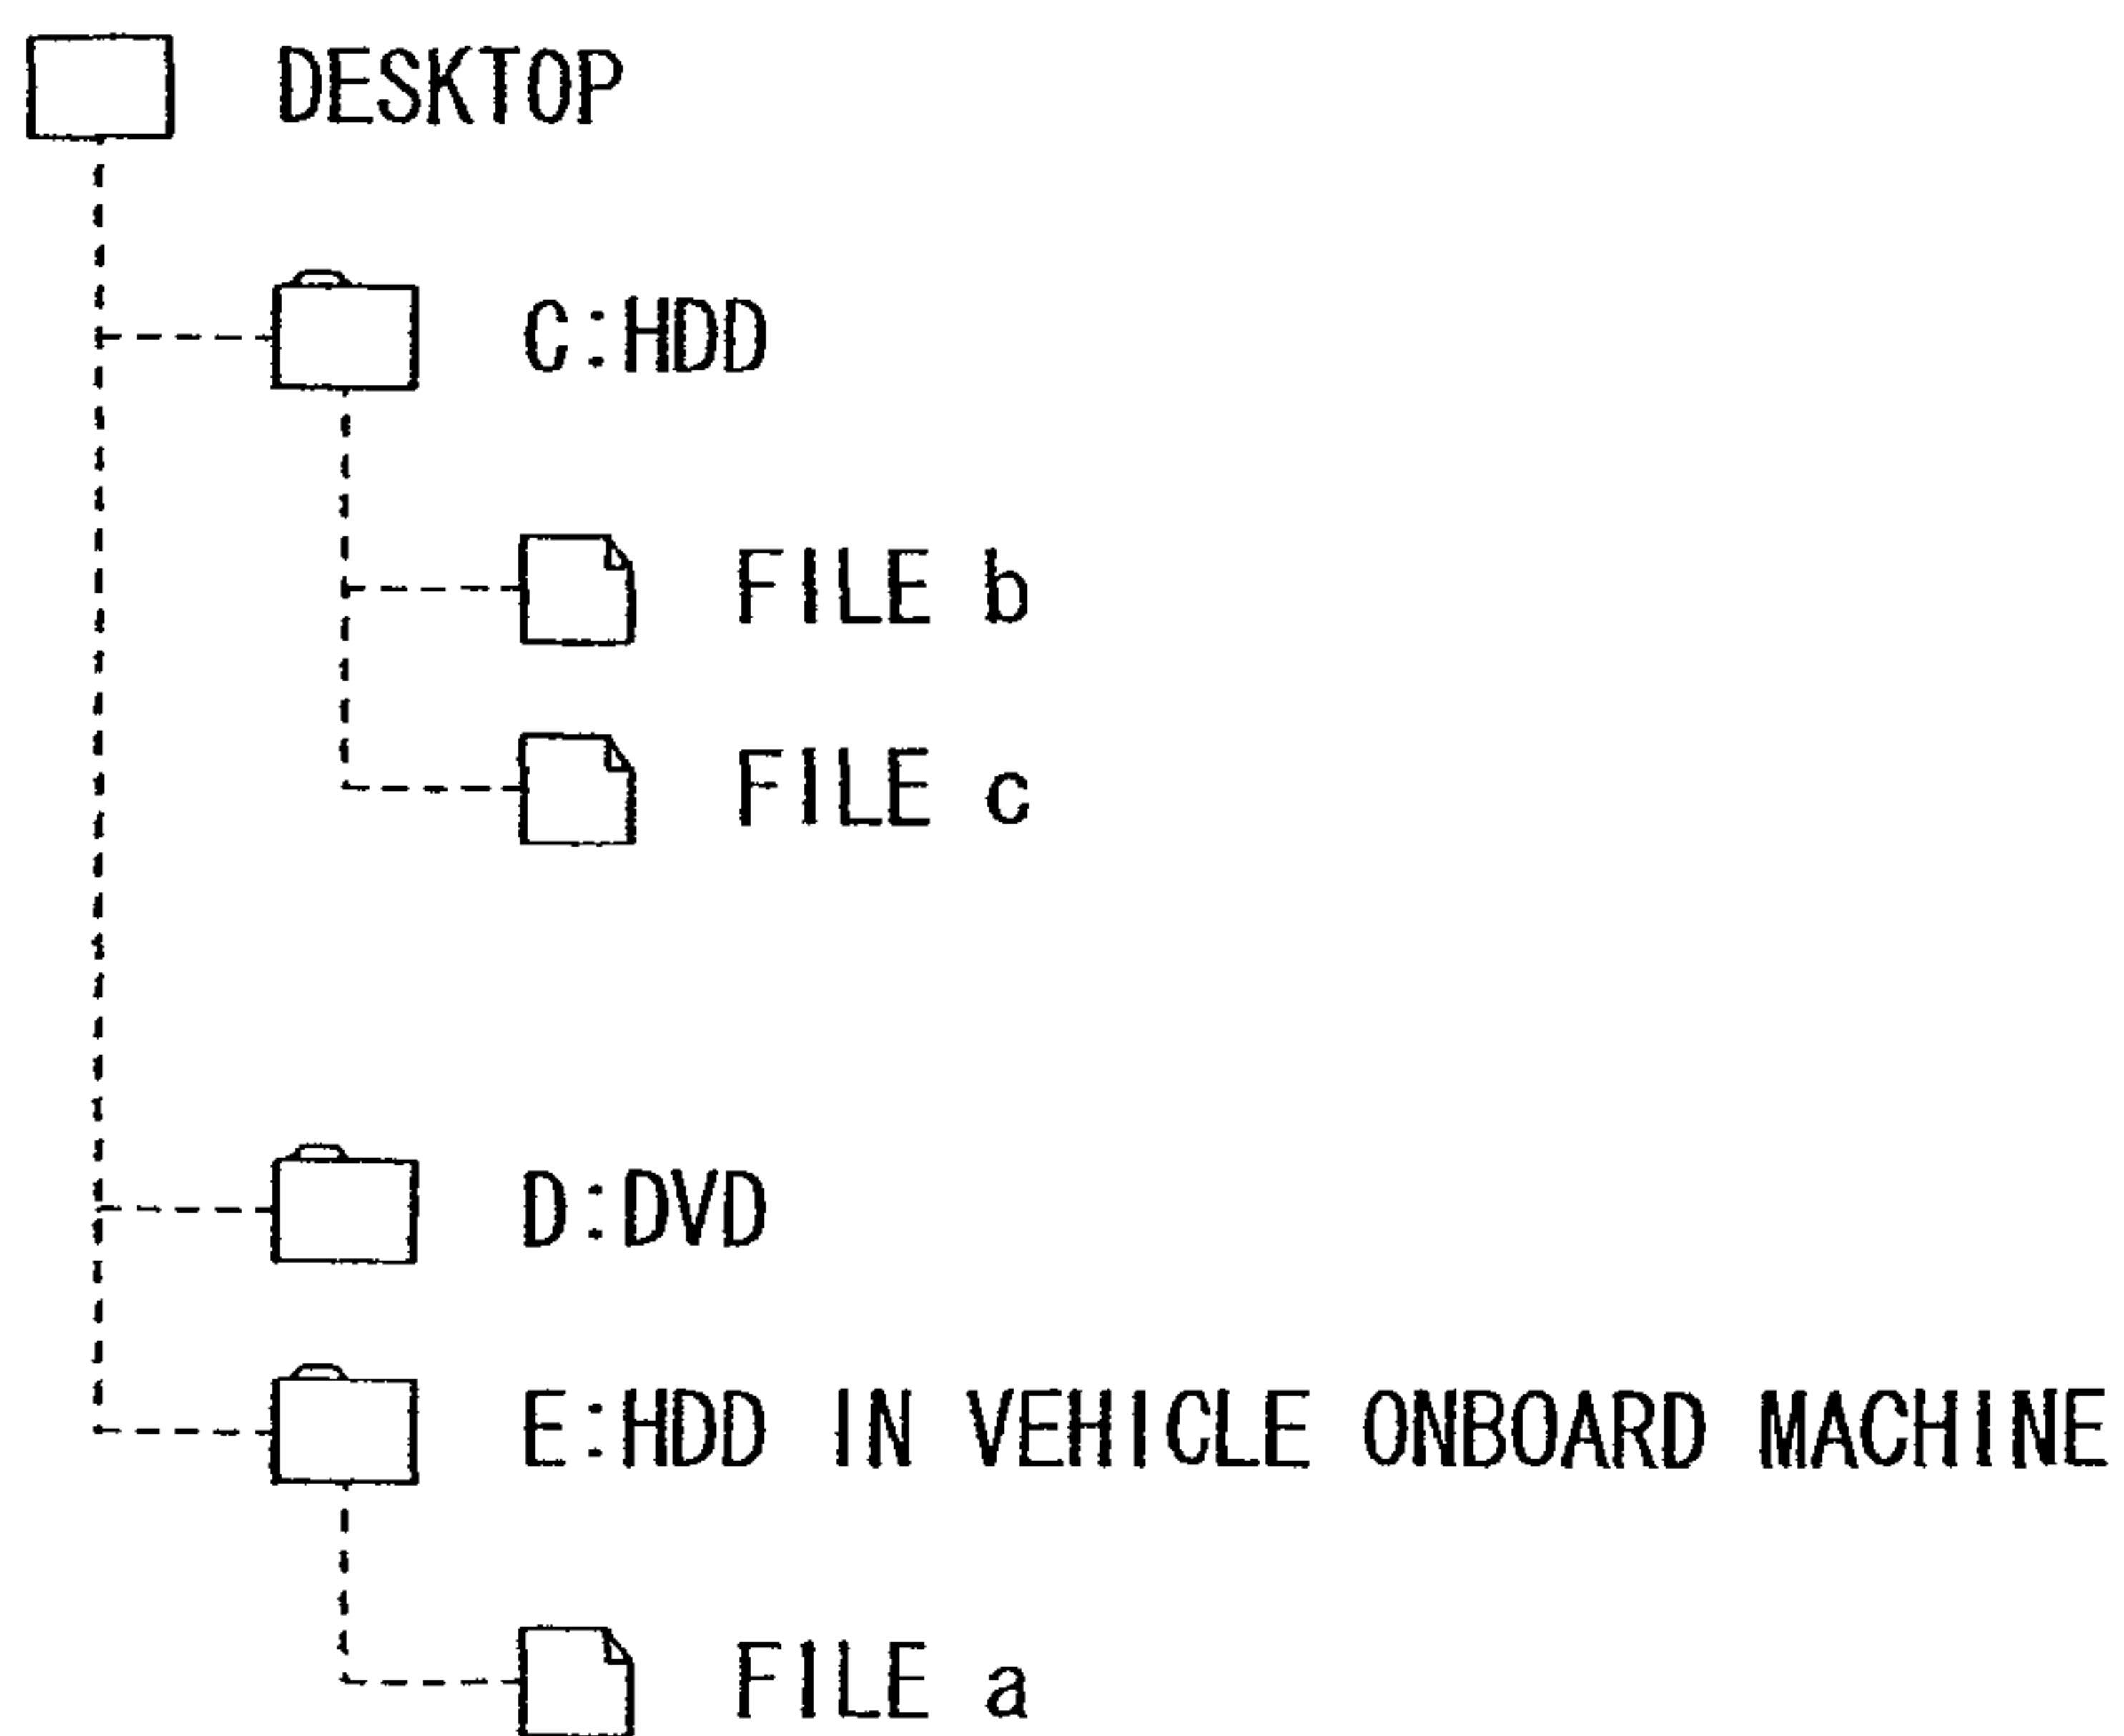 DESKTOP
C:HDD
FILE b
FILE c
D:DVD
E:HDD IN VEHICLE ONBOARD MACHINE
FILE a